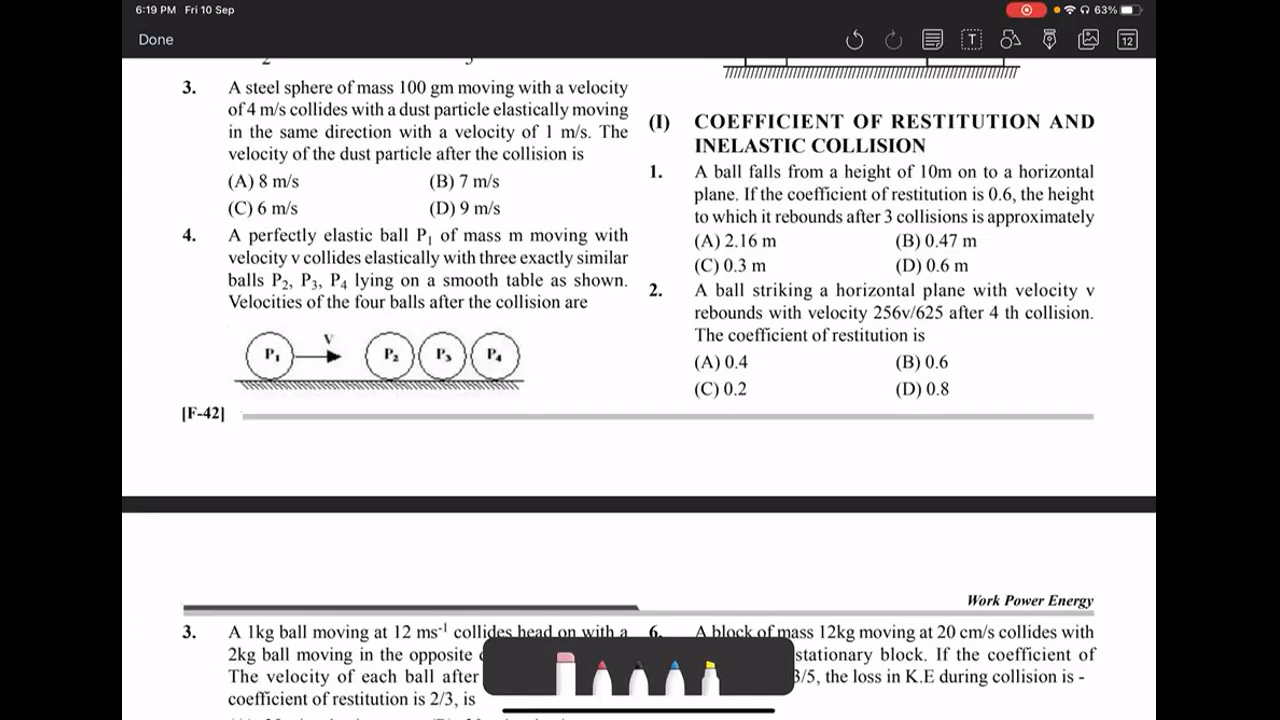 6:19 PM Fri 10 Sep
63%
Done
T
12
3. A steel sphere of mass 100 gm moving with a velocity
of 4 m/s collides with a dust particle elastically moving
in the same direction with a velocity of 1 m/s. The
velocity of the dust particle after the collision is
(A) 8 m/s (B) 7 m/s
(C) 6 m/s (D) 9 m/s
4. A perfectly elastic ball P₁ of mass m moving with
velocity v collides elastically with three exactly similar
balls P₂, P₃, P₄ lying on a smooth table as shown.
Velocities of the four balls after the collision are
P₁ V P₂ P₃ P₄
[F-42]
(I) COEFFICIENT OF RESTITUTION AND
INELASTIC COLLISION
1. A ball falls from a height of 10m on to a horizontal
plane. If the coefficient of restitution is 0.6, the height
to which it rebounds after 3 collisions is approximately
(A) 2.16 m (B) 0.47 m
(C) 0.3 m (D) 0.6 m
2. A ball striking a horizontal plane with velocity v
rebounds with velocity 256v/625 after 4 th collision.
The coefficient of restitution is
(A) 0.4 (B) 0.6
(C) 0.2 (D) 0.8
Work Power Energy
3. A 1kg ball moving at 12 ms⁻¹ collides head on with a
2kg ball moving in the opposite
The velocity of each ball after
coefficient of restitution is 2/3, is
6. A block of mass 12kg moving at 20 cm/s collides with
stationary block. If the coefficient of
3/5, the loss in K.E during collision is -